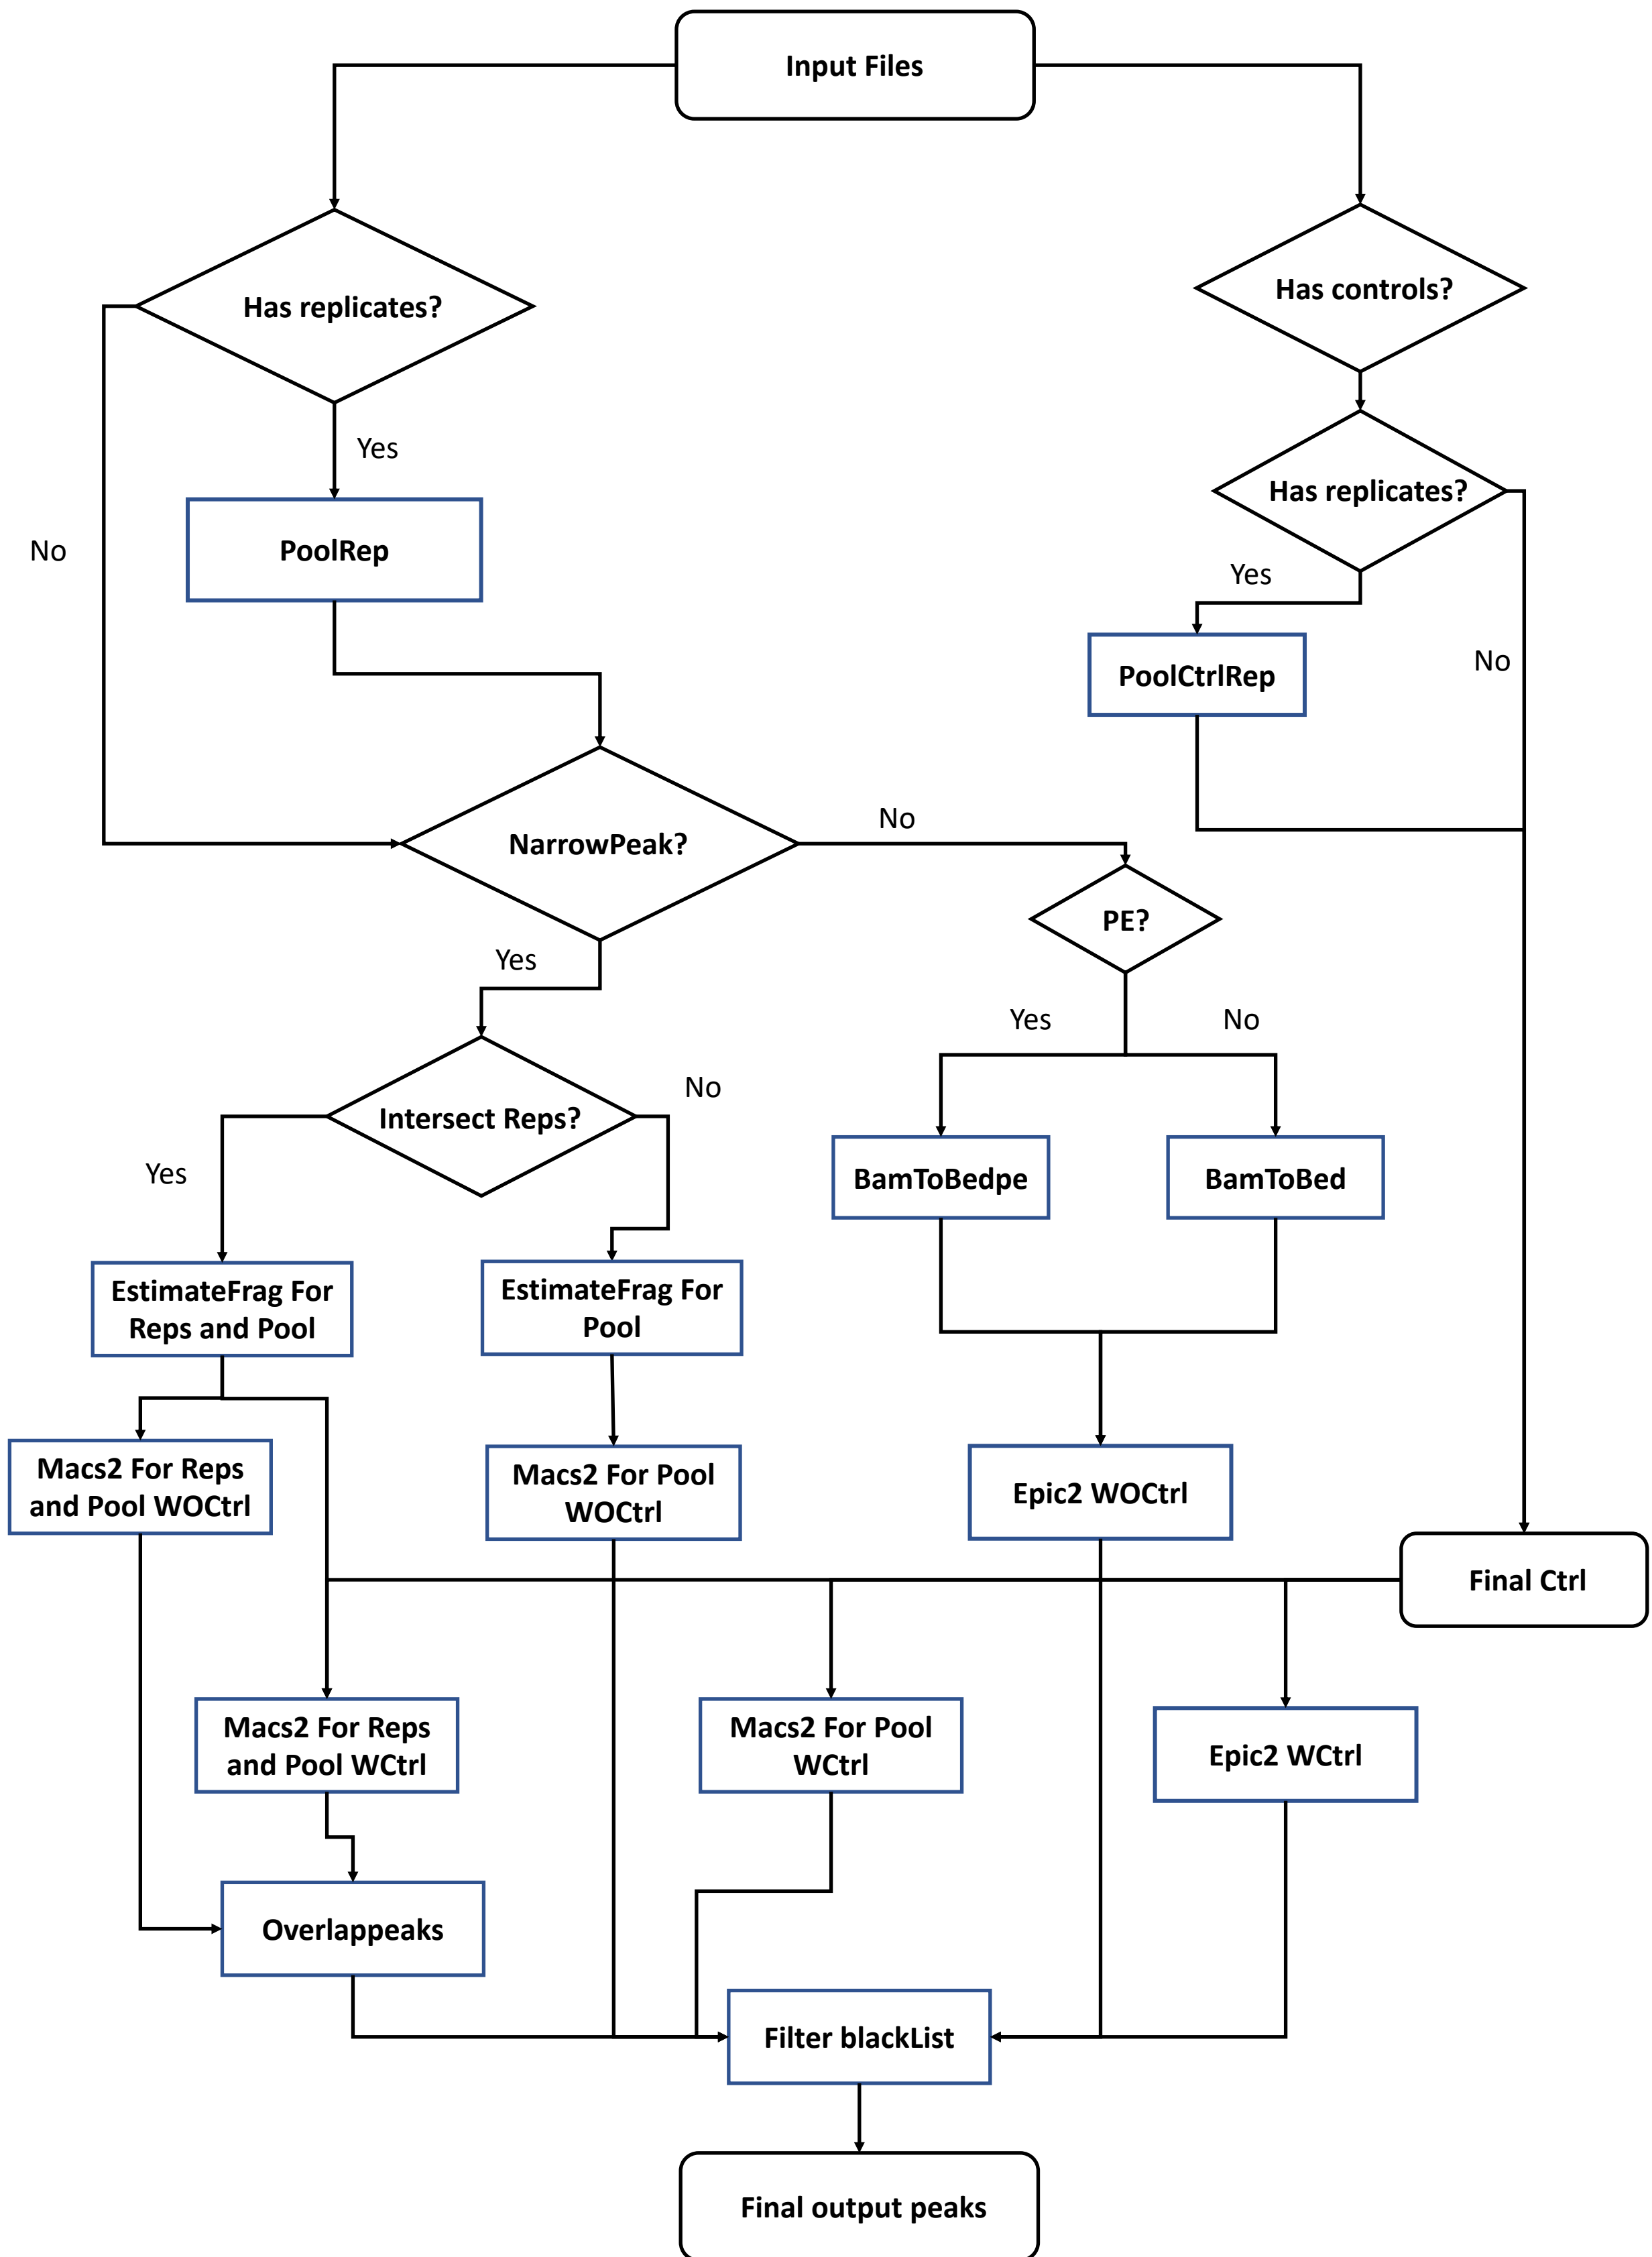 Input Files
Has replicates?
Has controls?
Yes
Has replicates?
No
PoolRep
Yes
PoolCtrlRep
No
NarrowPeak?
No
PE?
Yes
Yes
No
Intersect Reps?
No
Yes
BamToBedpe
BamToBed
EstimateFrag For
Reps and Pool
EstimateFrag For
Pool
Macs2 For Reps
and Pool WOCtrl
Macs2 For Pool
WOCtrl
Epic2 WOCtrl
Final Ctrl
Macs2 For Reps
and Pool WCtrl
Macs2 For Pool
WCtrl
Epic2 WCtrl
Overlappeaks
Filter blackList
Final output peaks